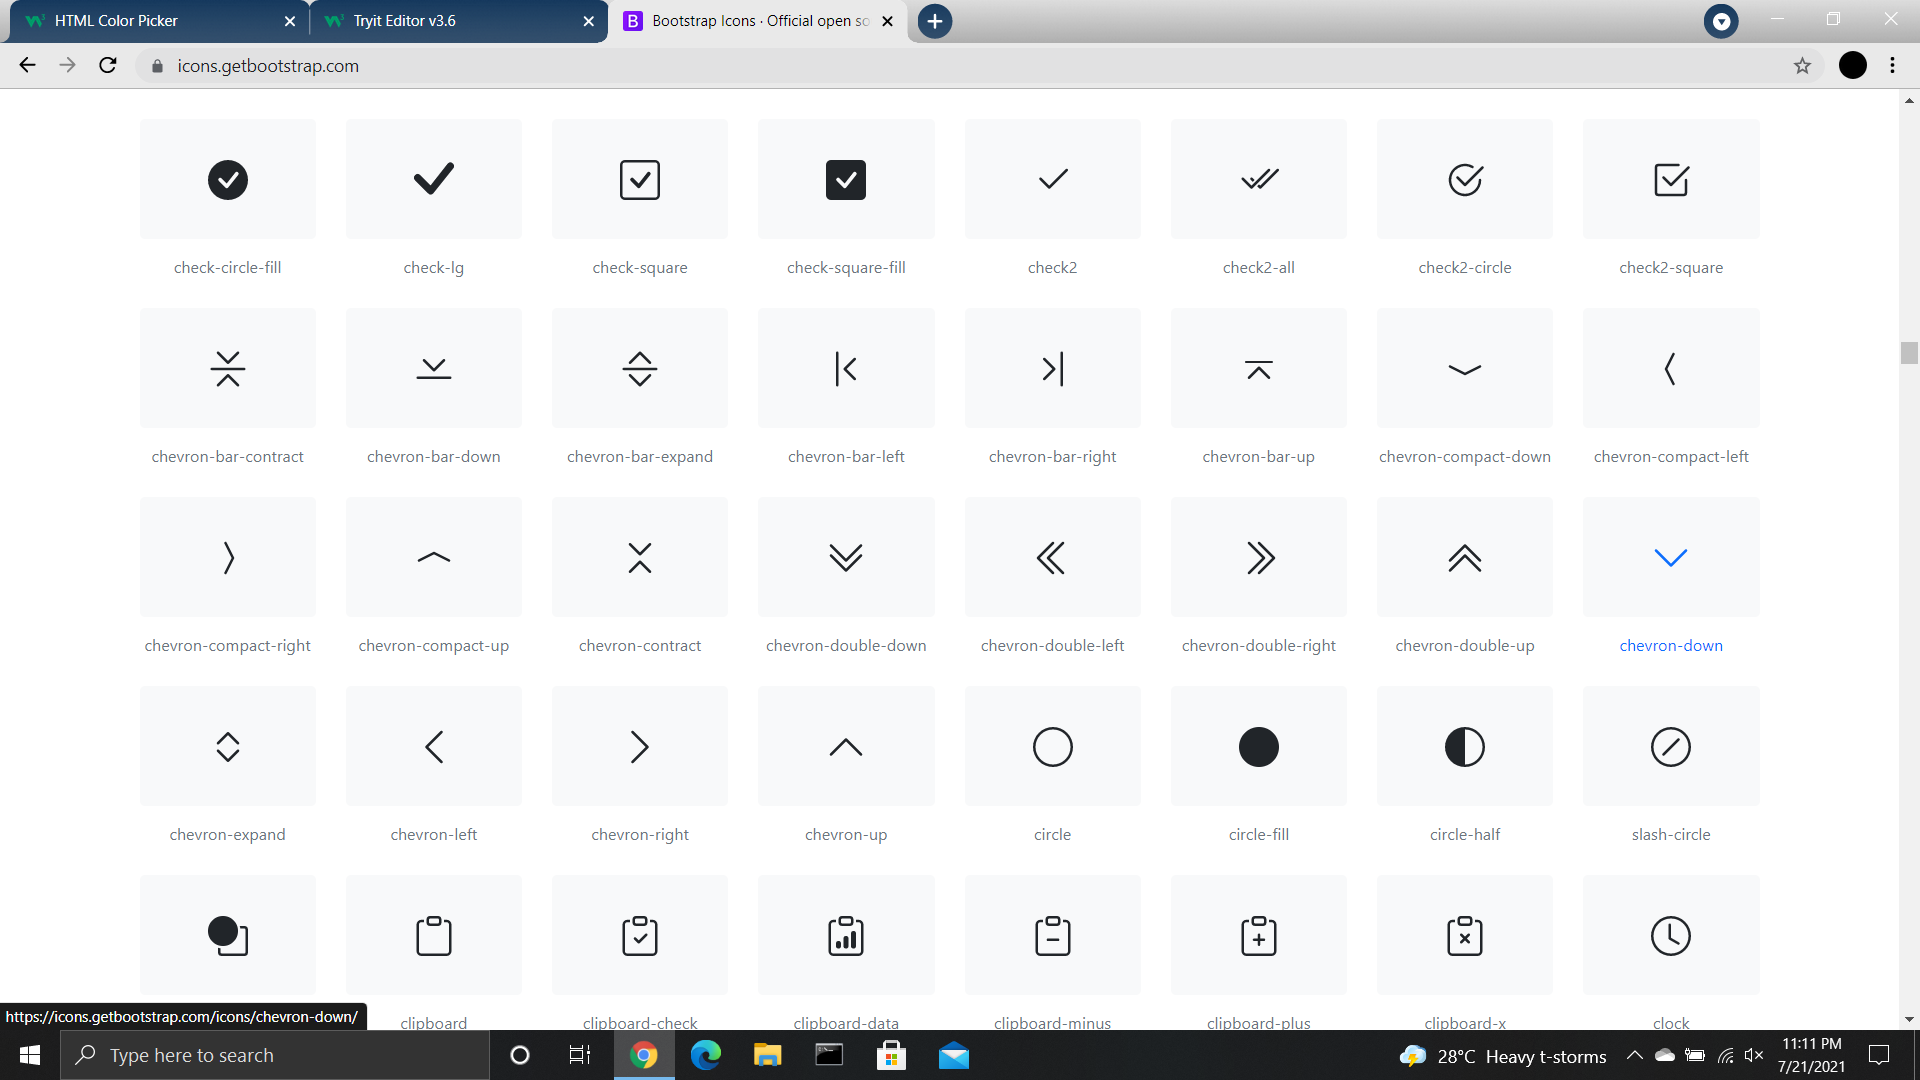 HTML Color Picker
Tryit Editor v3.6
Bootstrap Icons · Official open so
icons.getbootstrap.com
check-circle-fill
check-lg
check-square
check-square-fill
check2
check2-all
check2-circle
check2-square
chevron-bar-contract
chevron-bar-down
chevron-bar-expand
chevron-bar-left
chevron-bar-right
chevron-bar-up
chevron-compact-down
chevron-compact-left
chevron-compact-right
chevron-compact-up
chevron-contract
chevron-double-down
chevron-double-left
chevron-double-right
chevron-double-up
chevron-down
chevron-expand
chevron-left
chevron-right
chevron-up
circle
circle-fill
circle-half
slash-circle
https://icons.getbootstrap.com/icons/chevron-down/
clipboard
clipboard-check
clipboard-data
clipboard-minus
clipboard-plus
clipboard-x
clock
Type here to search
28°C Heavy t-storms
11:11 PM
7/21/2021